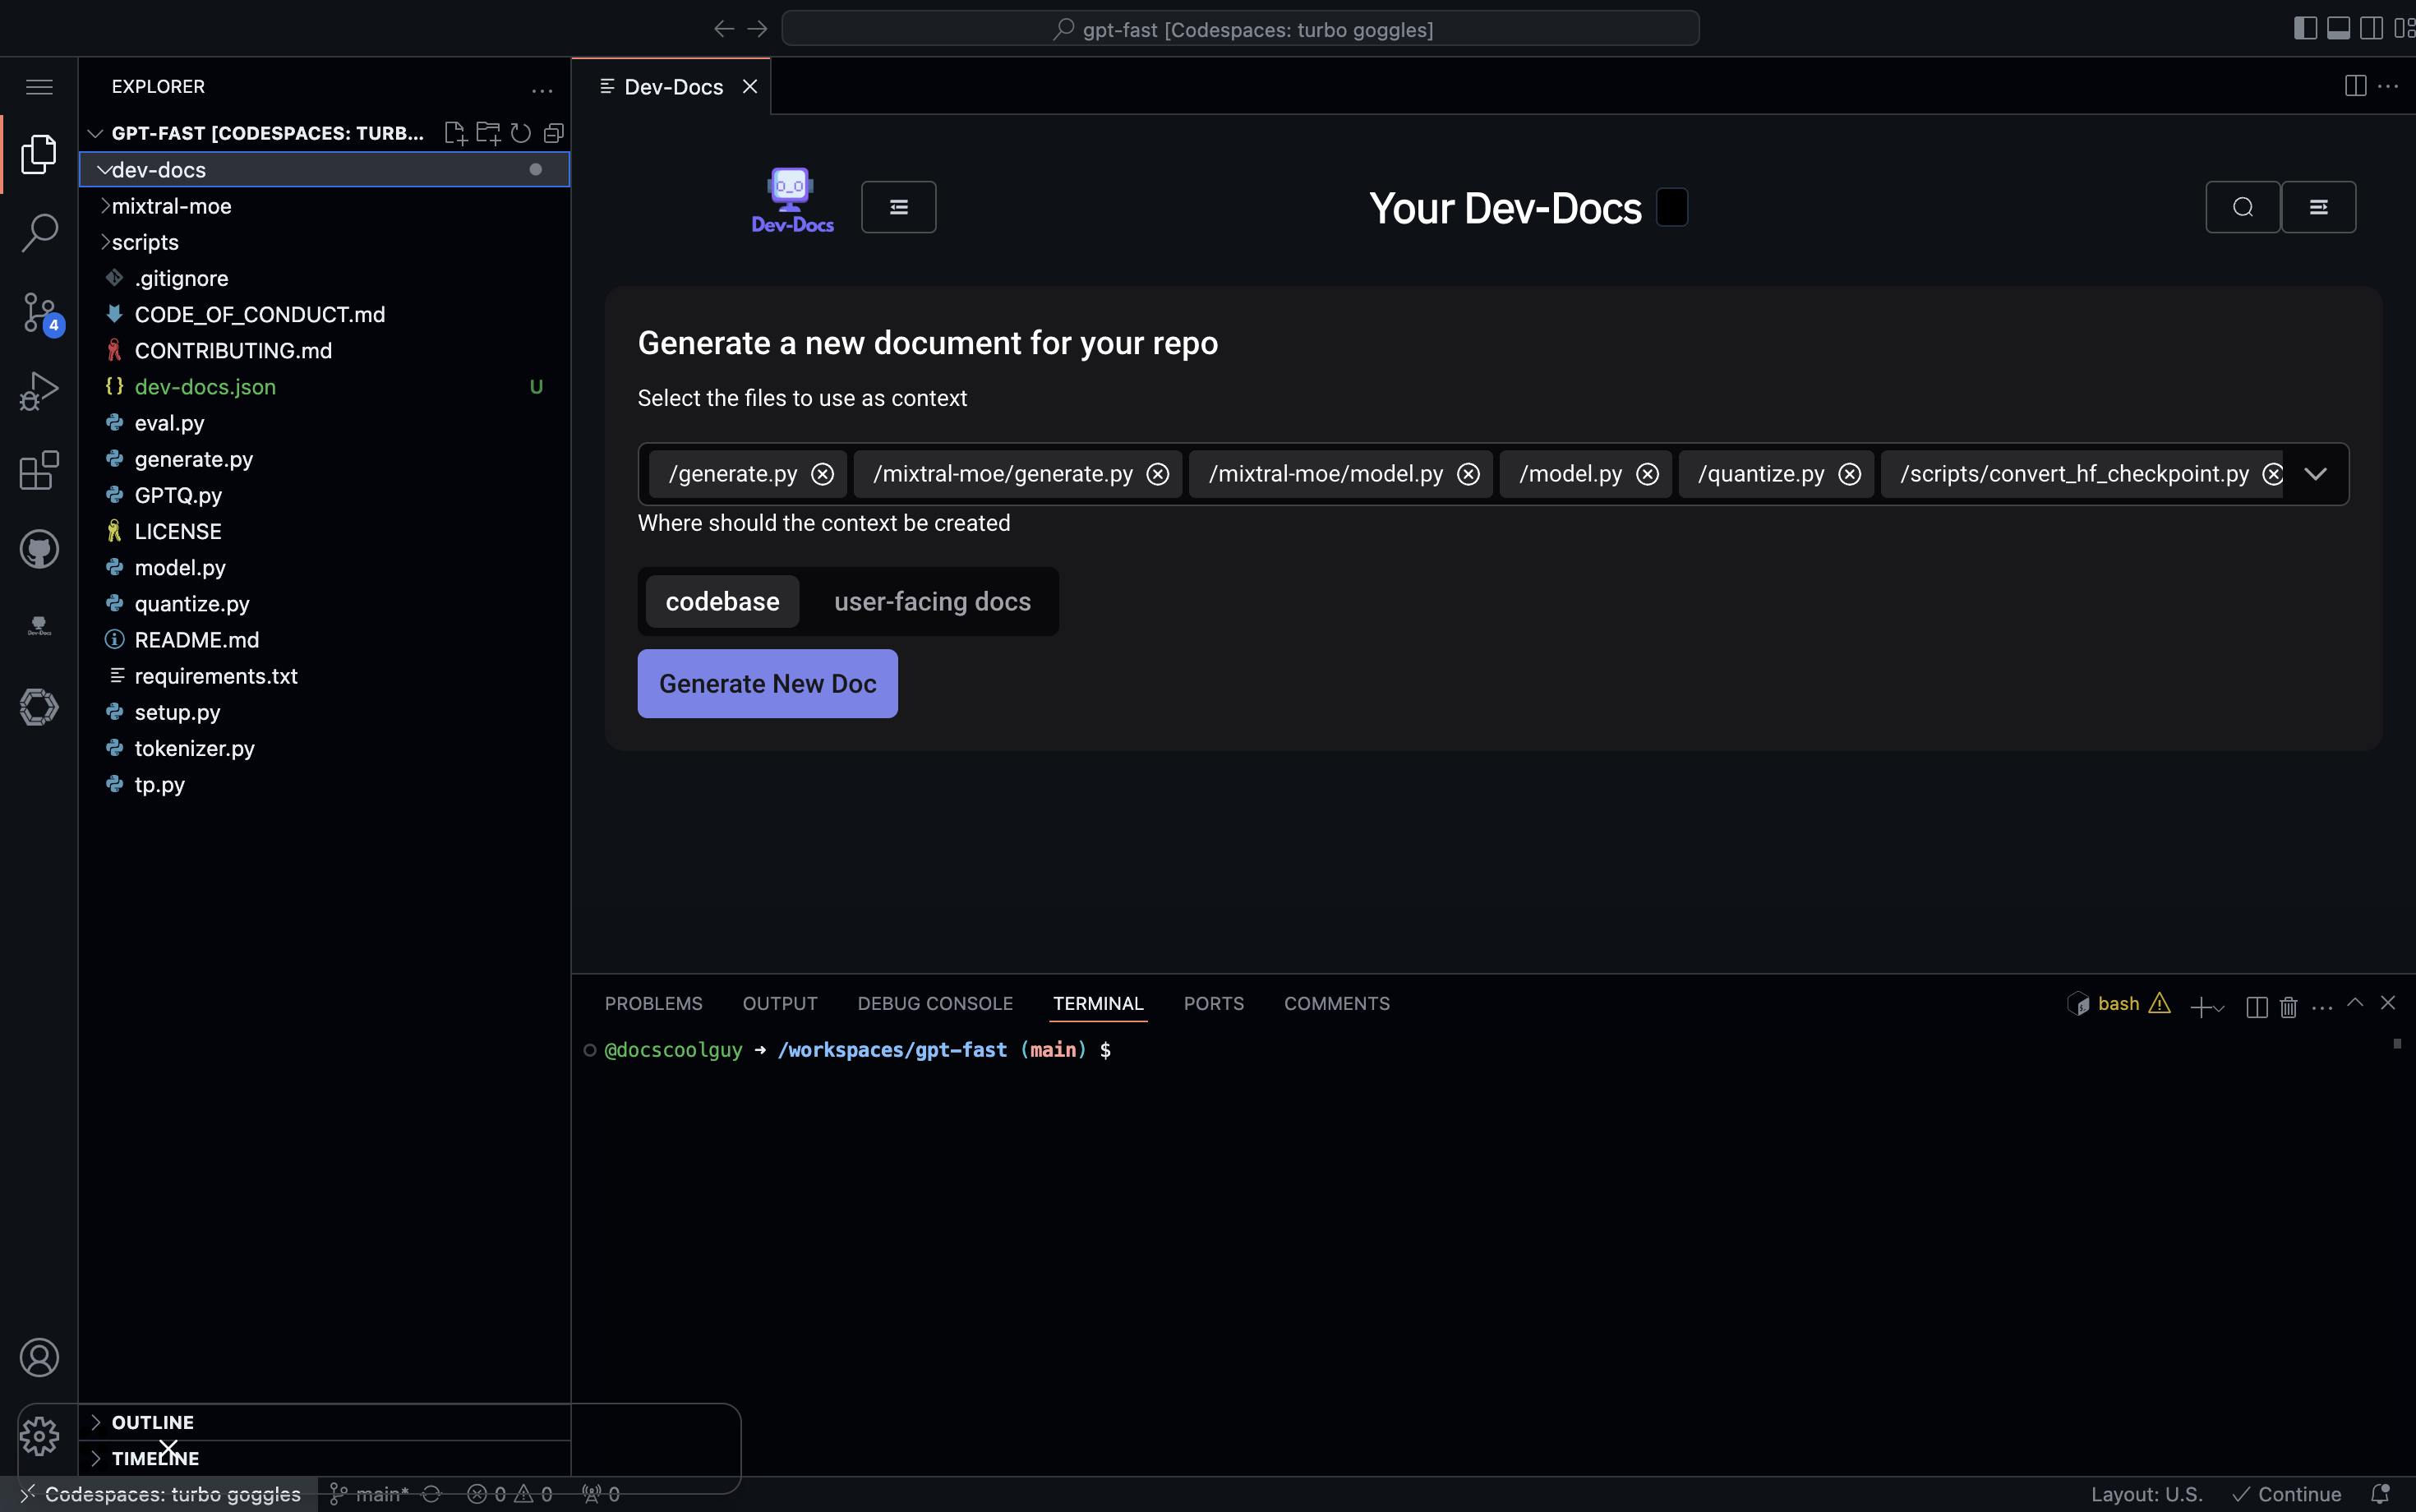 gpt-fast [Codespaces: turbo goggles]
EXPLORER
GPT-FAST [CODESPACES: TURB...
dev-docs
mixtral-moe
scripts
.gitignore
CODE_OF_CONDUCT.md
CONTRIBUTING.md
dev-docs.json U
eval.py
generate.py
GPTQ.py
LICENSE
model.py
quantize.py
README.md
requirements.txt
setup.py
tokenizer.py
tp.py
OUTLINE
TIMELINE
4
Dev-Docs
Dev-Docs
Your Dev-Docs
Generate a new document for your repo
Select the files to use as context
/generate.py /mixtral-moe/generate.py /mixtral-moe/model.py /model.py /quantize.py /scripts/convert_hf_checkpoint.py
Where should the context be created
codebase user-facing docs
Generate New Doc
PROBLEMS OUTPUT DEBUG CONSOLE TERMINAL PORTS COMMENTS bash
@docscoolguy ➜ /workspaces/gpt-fast (main) $
Codespaces: turbo goggles main* 0 0 0 Layout: U.S. Continue